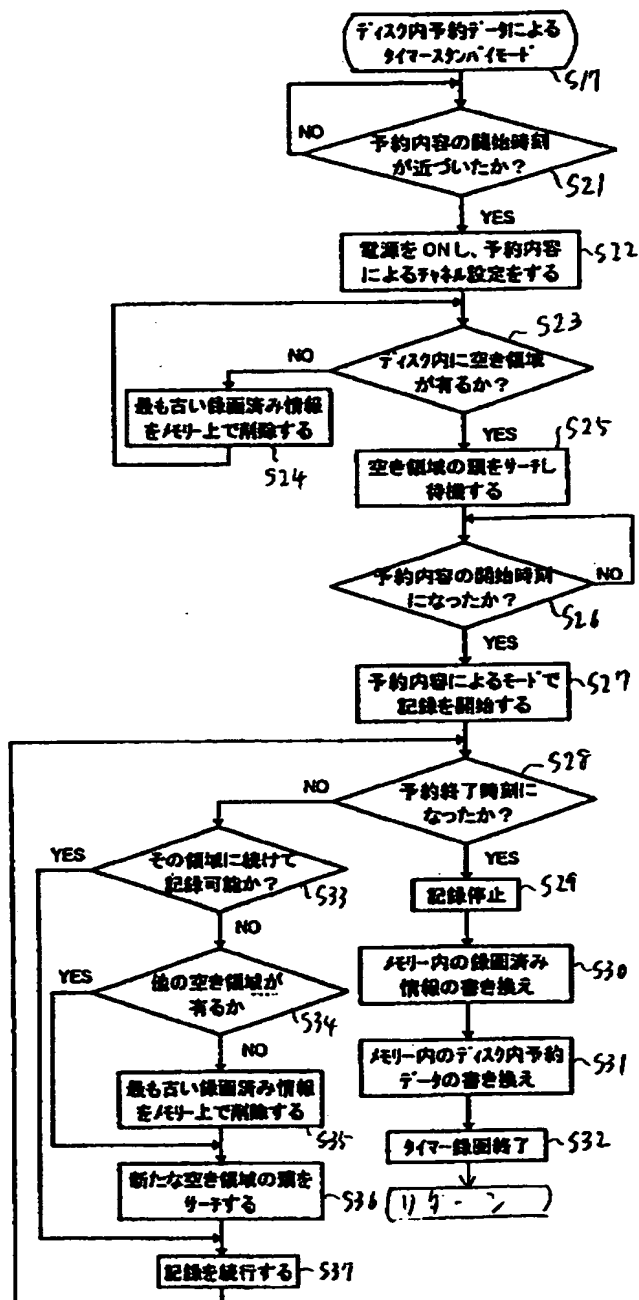 ディスク内予約データによる
タイマースタンバイモード
S17
NO
予約内容の開始時刻
が近づいたか？
S21
YES
電源をONし、予約内容
によるチャネル設定をする
S22
S23
NO
ディスク内に空き領域
が有るか？
最も古い録画済み情報
をメモリー上で削除する
S24
YES
S25
空き領域の頭をサーチし
待機する
予約内容の開始時刻
になったか？
NO
S26
YES
予約内容によるモードで
記録を開始する
S27
S28
NO
予約終了時刻に
なったか？
YES
YES
その領域に続けて
記録可能か？
S33
記録停止
S29
NO
メモリー内の録画済み
情報の書き換え
S30
YES
他の空き領域が
有るか
S34
NO
メモリー内のディスク内予約
データの書き換え
S31
最も古い録画済み情報
をメモリー上で削除する
S35
タイマー録画終了
S32
新たな空き領域の頭を
サーチする
S36
リターン
記録を続行する
S37